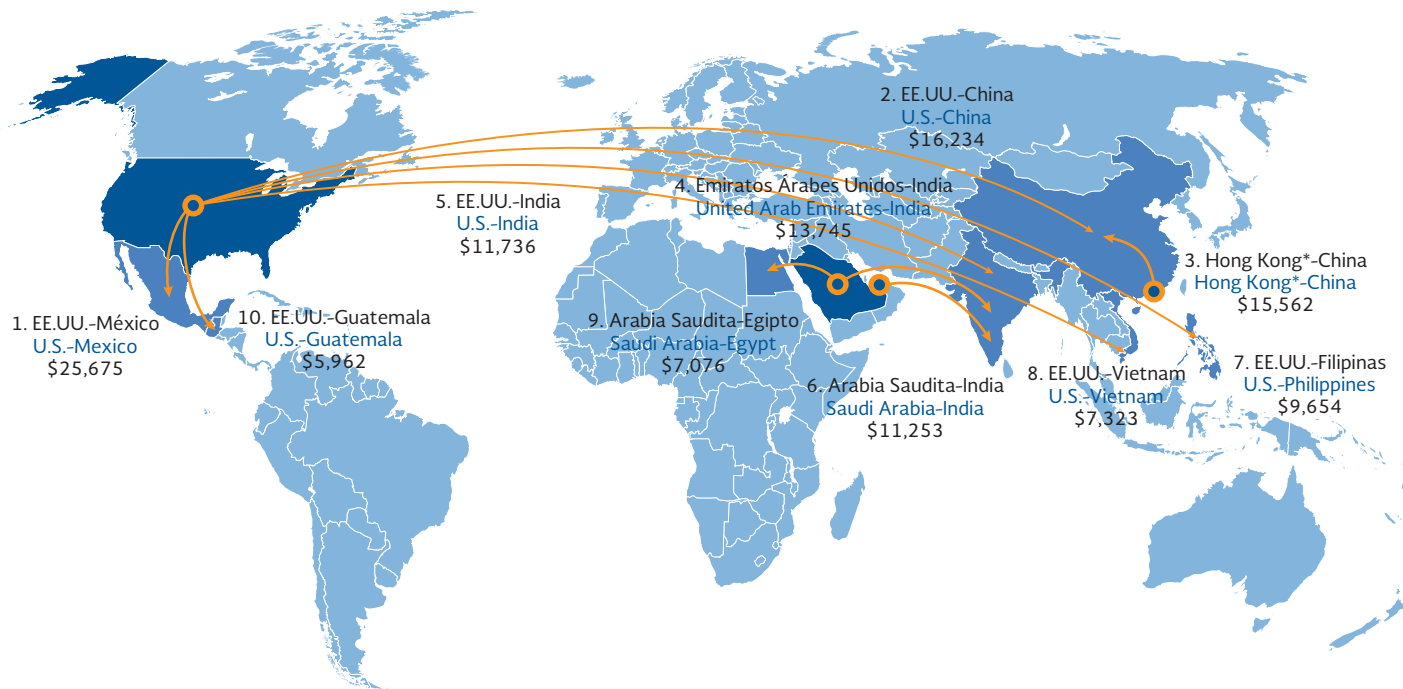 1. EE.UU.-México
U.S.-Mexico
$25,675
2. EE.UU.-China
U.S.-China
$16,234
3. Hong Kong*-China
Hong Kong*-China
$15,562
4. Emiratos Árabes Unidos-India
United Arab Emirates-India
$13,745
5. EE.UU.-India
U.S.-India
$11,736
6. Arabia Saudita-India
Saudi Arabia-India
$11,253
7. EE.UU.-Filipinas
U.S.-Philippines
$9,654
8. EE.UU.-Vietnam
U.S.-Vietnam
$7,323
9. Arabia Saudita-Egipto
Saudi Arabia-Egypt
$7,076
10. EE.UU.-Guatemala
U.S.-Guatemala
$5,962